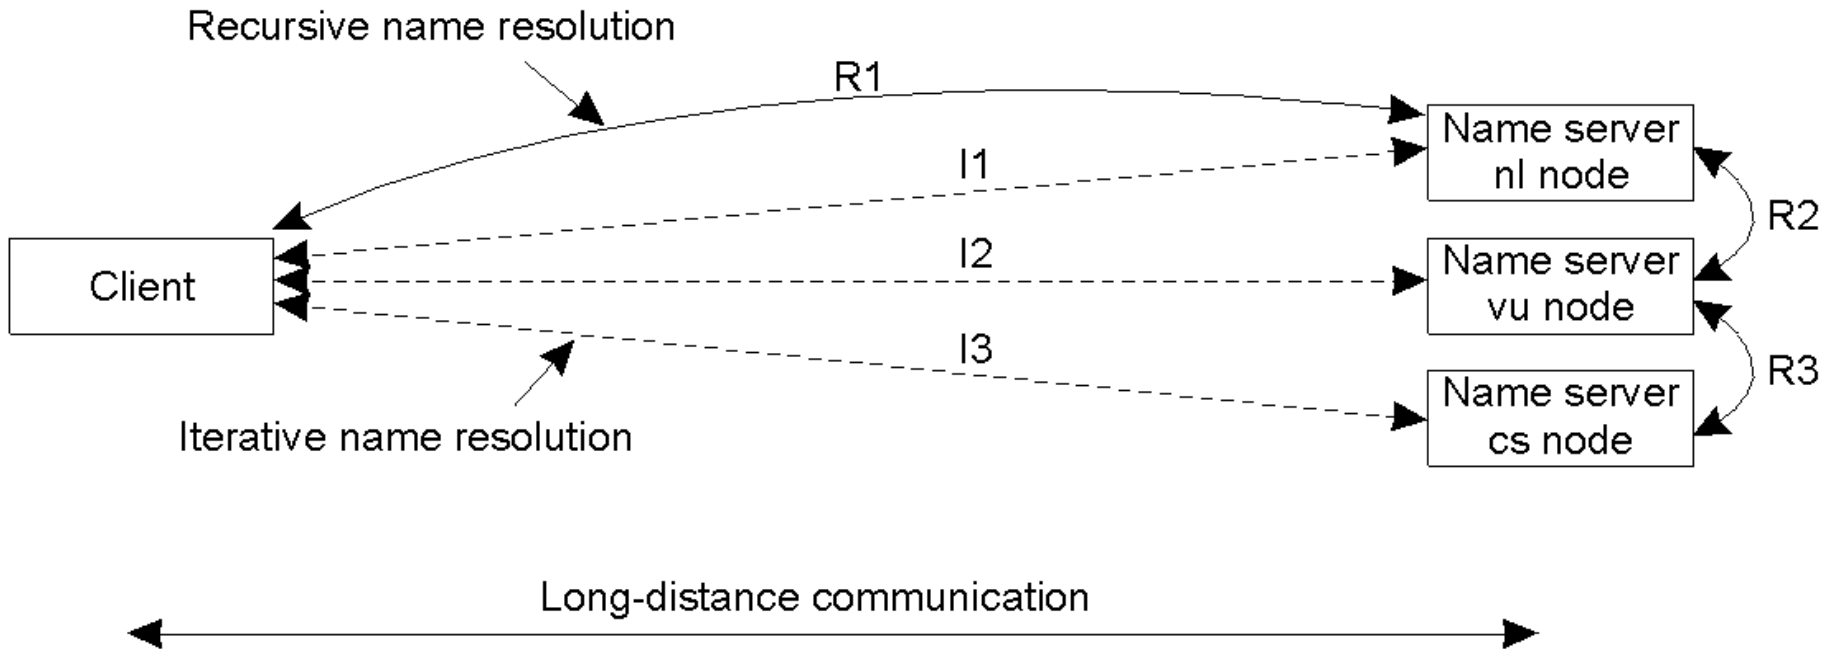 Recursive name resolution
R1
Name server
nl node
I1
R2
Client
I2
Name server
vu node
I3
R3
Name server
cs node
Iterative name resolution
Long-distance communication